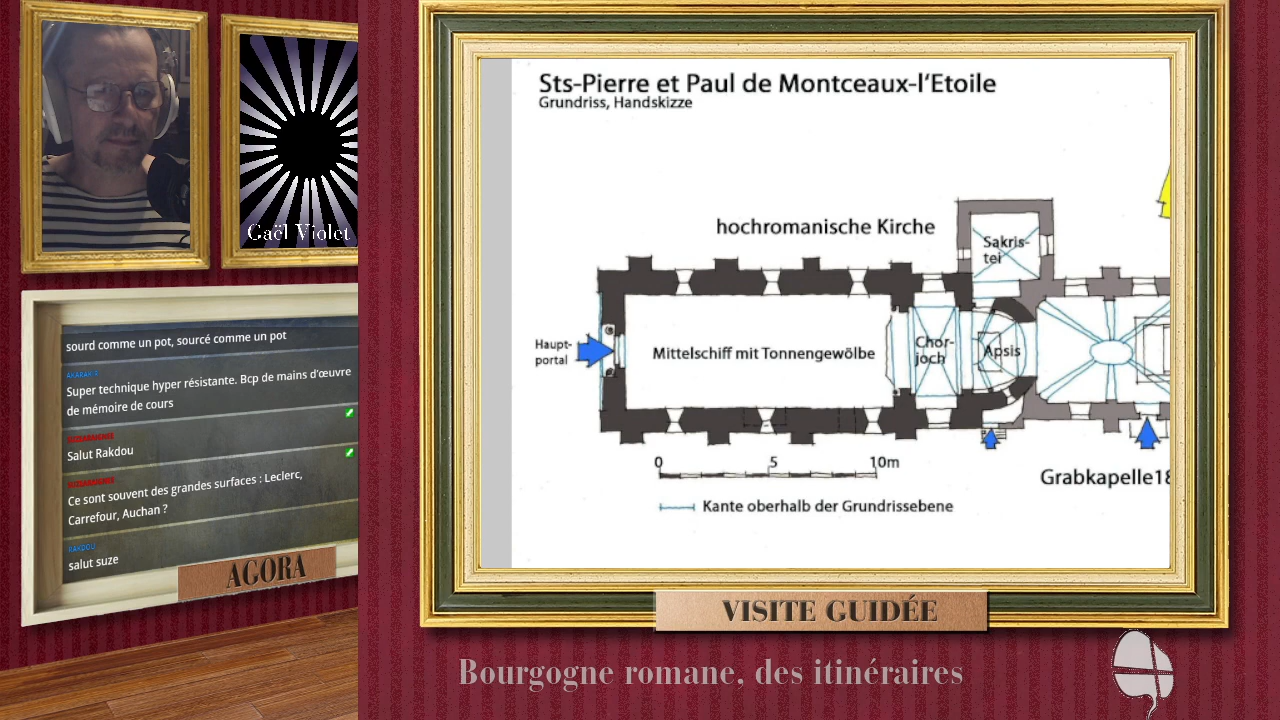 Gaël Violet
sourd comme un pot, sourcé comme un pot
Super technique hyper résistante. Bcp de mains d'œuvre
de mémoire de cours
Salut Rakdou
Ce sont souvent des grandes surfaces : Leclerc,
Carrefour, Auchan ?
RAKDOU
salut suze
AGORA
Sts-Pierre et Paul de Montceaux-l'Etoile
Grundriss, Handskizze
hochromanische Kirche
Sakris-
tei
Haupt-
portal
Mittelschiff mit Tonnengewölbe
Chor-
joch
Apsis
0 5 10m
Grabkapelle18
Kante oberhalb der Grundrissebene
VISITE GUIDÉE
Bourgogne romane, des itinéraires